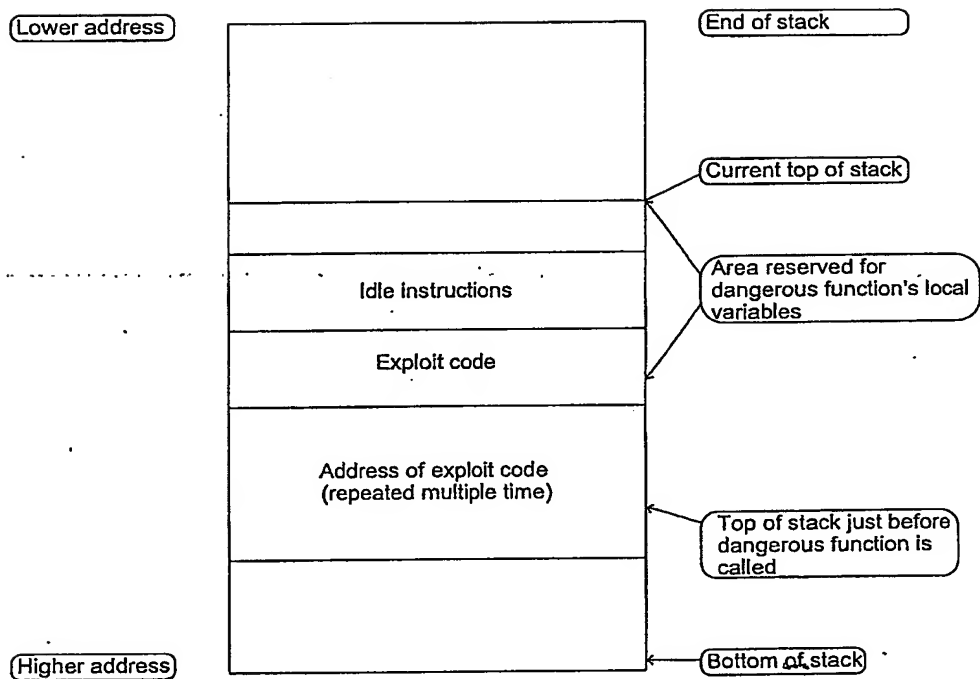 Lower address
End of stack
Current top of stack
Area reserved for
dangerous function's local
variables
Idle instructions
Exploit code
Address of exploit code
(repeated multiple time)
Top of stack just before
dangerous function is
called
Higher address
Bottom of stack